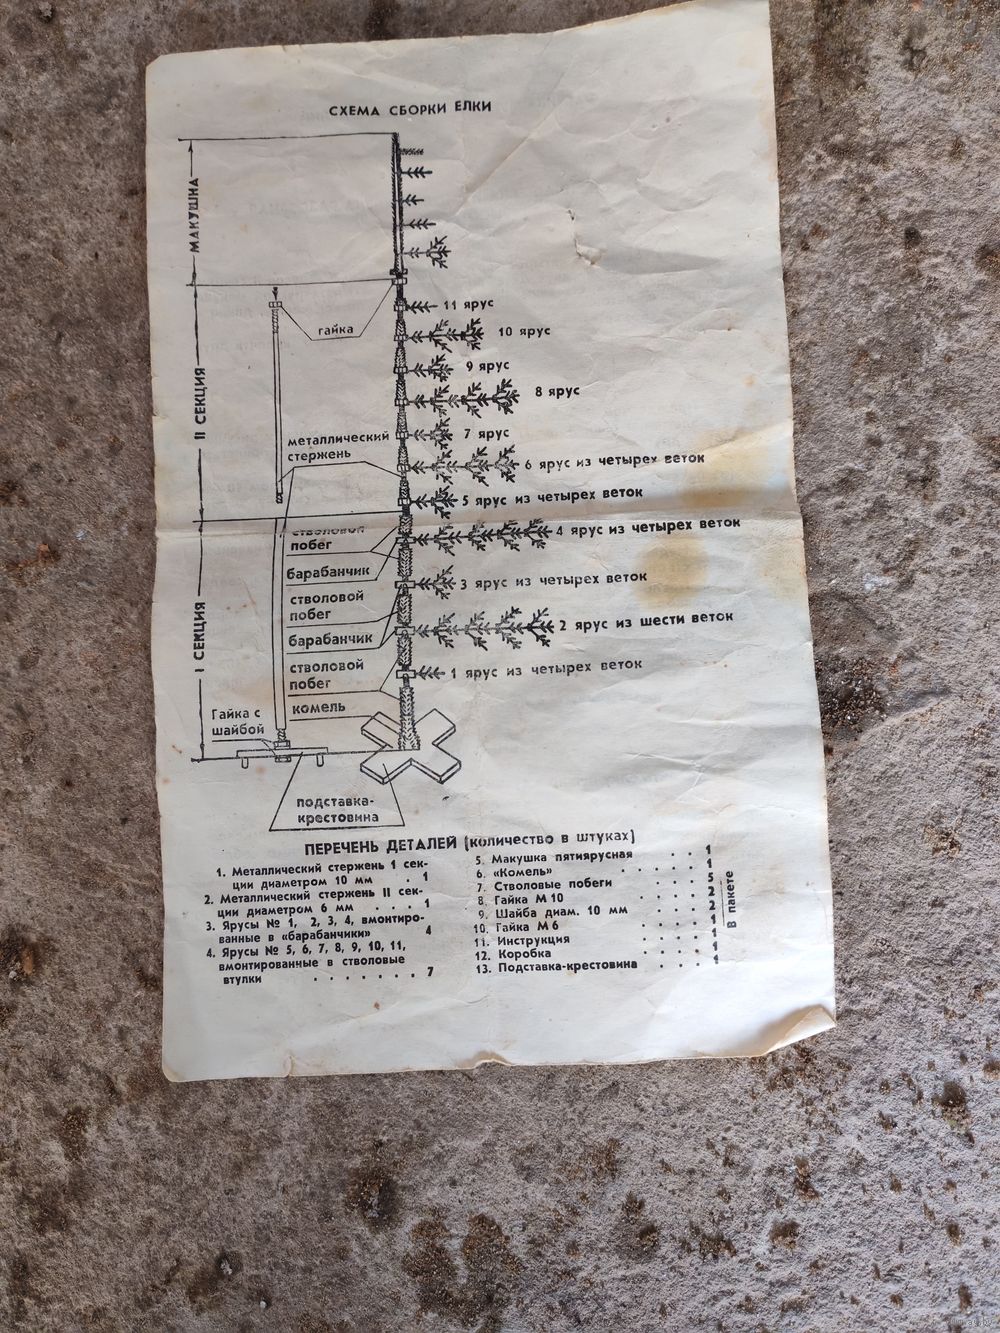 СХЕМА СБОРКИ ЕЛКИ
МАКУШНА
11 ярус
гайка
10 ярус
9 ярус
II СЕКЦИЯ
8 ярус
металлический
стержень
7 ярус
6 ярус из четырех веток
5 ярус из четырех веток
стволовой
побег
4 ярус из четырех веток
барабанчик
3 ярус из четырех веток
стволовой
побег
I СЕКЦИЯ
барабанчик
2 ярус из шести веток
стволовой
побег
1 ярус из четырех веток
комель
Гайка с
шайбой
подставка-
крестовина
ПЕРЕЧЕНЬ ДЕТАЛЕЙ (количество в штуках)
1. Металлический стержень 1 сек-
ции диаметром 10 мм . 1
2. Металлический стержень II сек-
ции диаметром 6 мм . . . . 1
3. Ярусы № 1, 2, 3, 4, вмонтиро-
ванные в «барабанчики» 4
4. Ярусы № 5, 6, 7, 8, 9, 10, 11,
вмонтированные в стволовые
втулки . . . . . . . 7
5. Макушка пятиярусная . . . 1
6. «Комель» . . . . . . 1
7. Стволовые побеги . . . 5
8. Гайка М 10 . . . . . 2
9. Шайба диам. 10 мм . . . 2
10. Гайка М 6 . . . . . 1
11. Инструкция . . . . . 1
12. Коробка . . . . . 1
13. Подставка-крестовина . . . . 1
В пакете